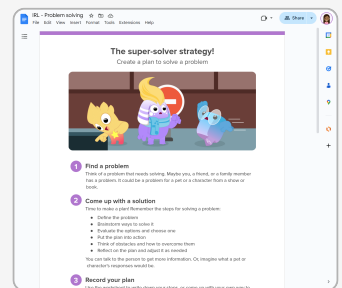 IRL - Problem solving
File Edit View Insert Format Tools Extensions Help
Share
The super-solver strategy!
Create a plan to solve a problem
1 Find a problem
Think of a problem that needs solving. Maybe you, a friend, or a family member
has a problem. It could be a problem for a pet or a character from a show or
book.
2 Come up with a solution
Time to make a plan! Remember the steps for solving a problem:
● Define the problem
● Brainstorm ways to solve it
● Evaluate the options and choose one
● Put the plan into action
● Think of obstacles and how to overcome them
● Reflect on the plan and adjust it as needed
You can talk to the person to get more information. Or, imagine what a pet or
character's responses would be.
3 Record your plan